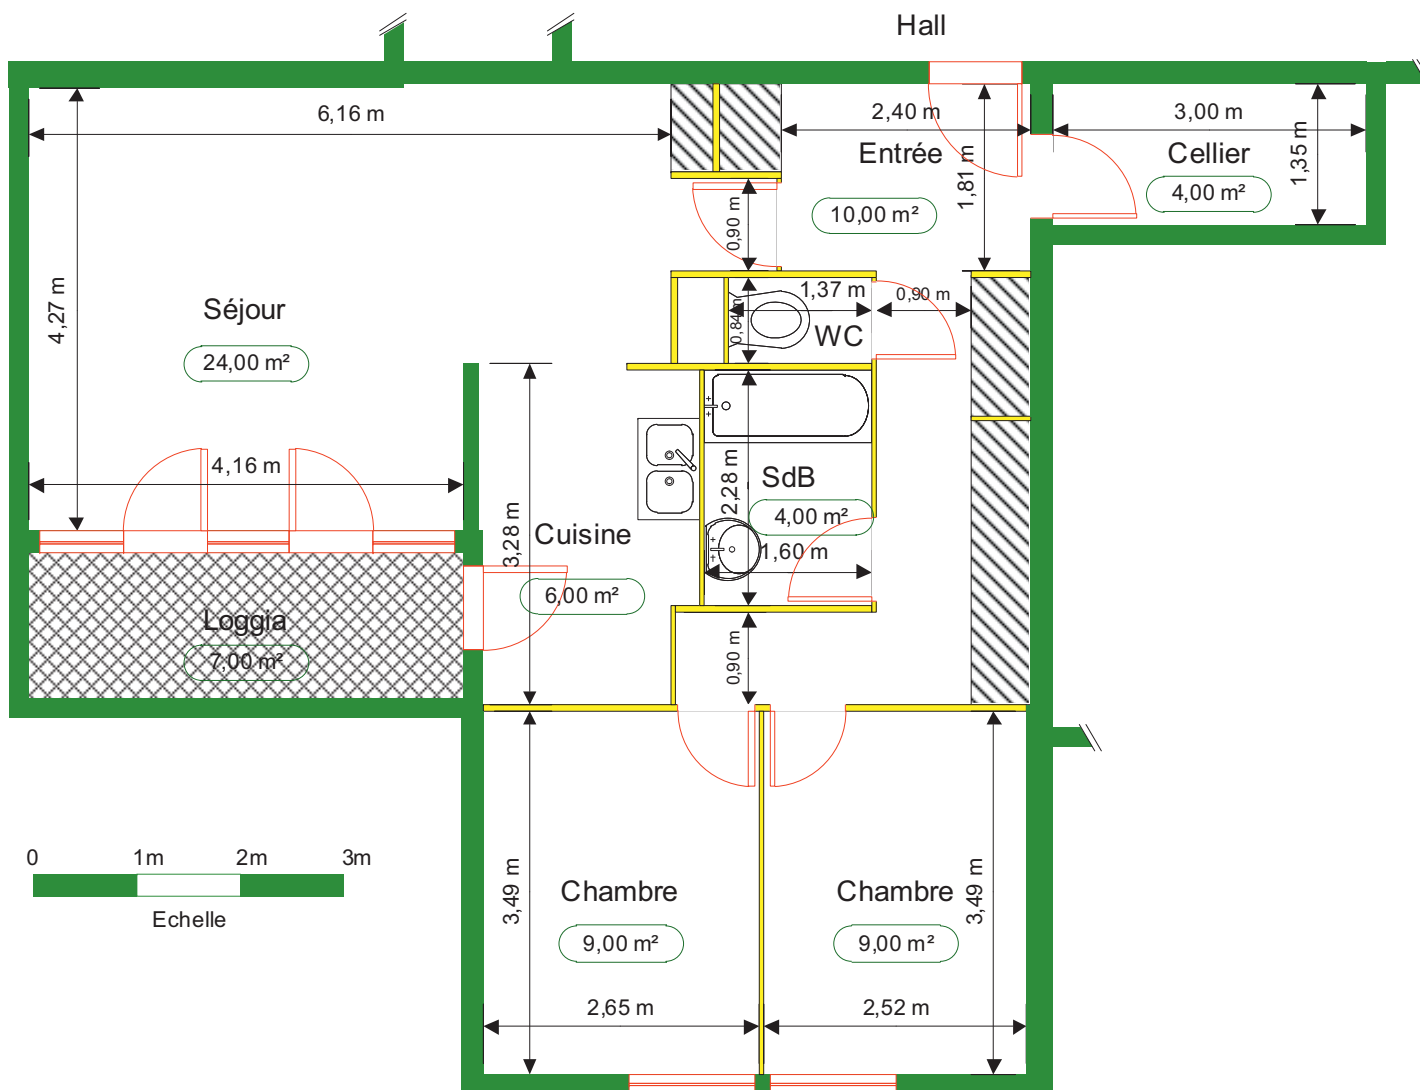 Hall
6,16 m
2,40 m
3,00 m
Entrée
Cellier
1,81 m
1,35 m
4,00 m²
10,00 m²
0,90 m
4,27 m
Séjour
24,00 m²
1,37 m
0,90 m
0,84 m
WC
4,16 m
SdB
2,28 m
4,00 m²
1,60 m
Cuisine
3,28 m
6,00 m²
Loggia
7,00 m²
0,90 m
0
1m
2m
3m
Echelle
3,49 m
Chambre
9,00 m²
2,65 m
Chambre
3,49 m
9,00 m²
2,52 m